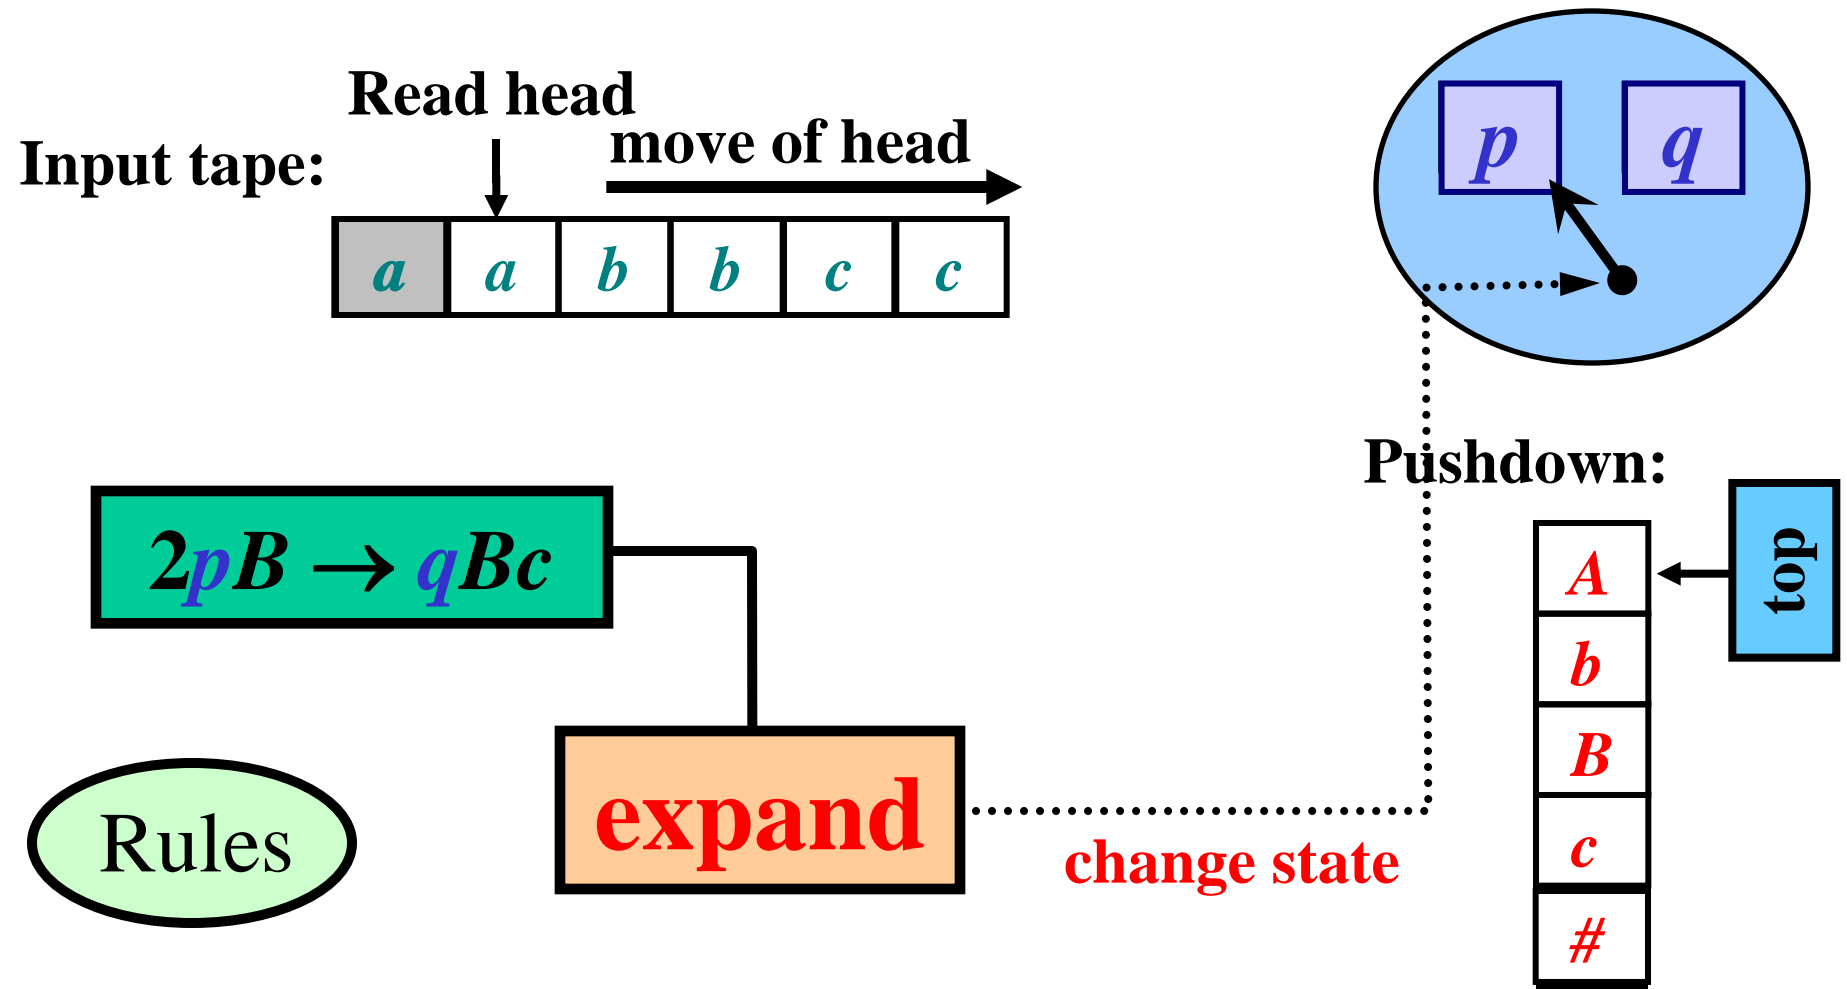 Read head
move of head
Input tape:
a a b b c c
p q
Pushdown:
2pB → qBc
top
A
b
B
c
#
expand
Rules
change state